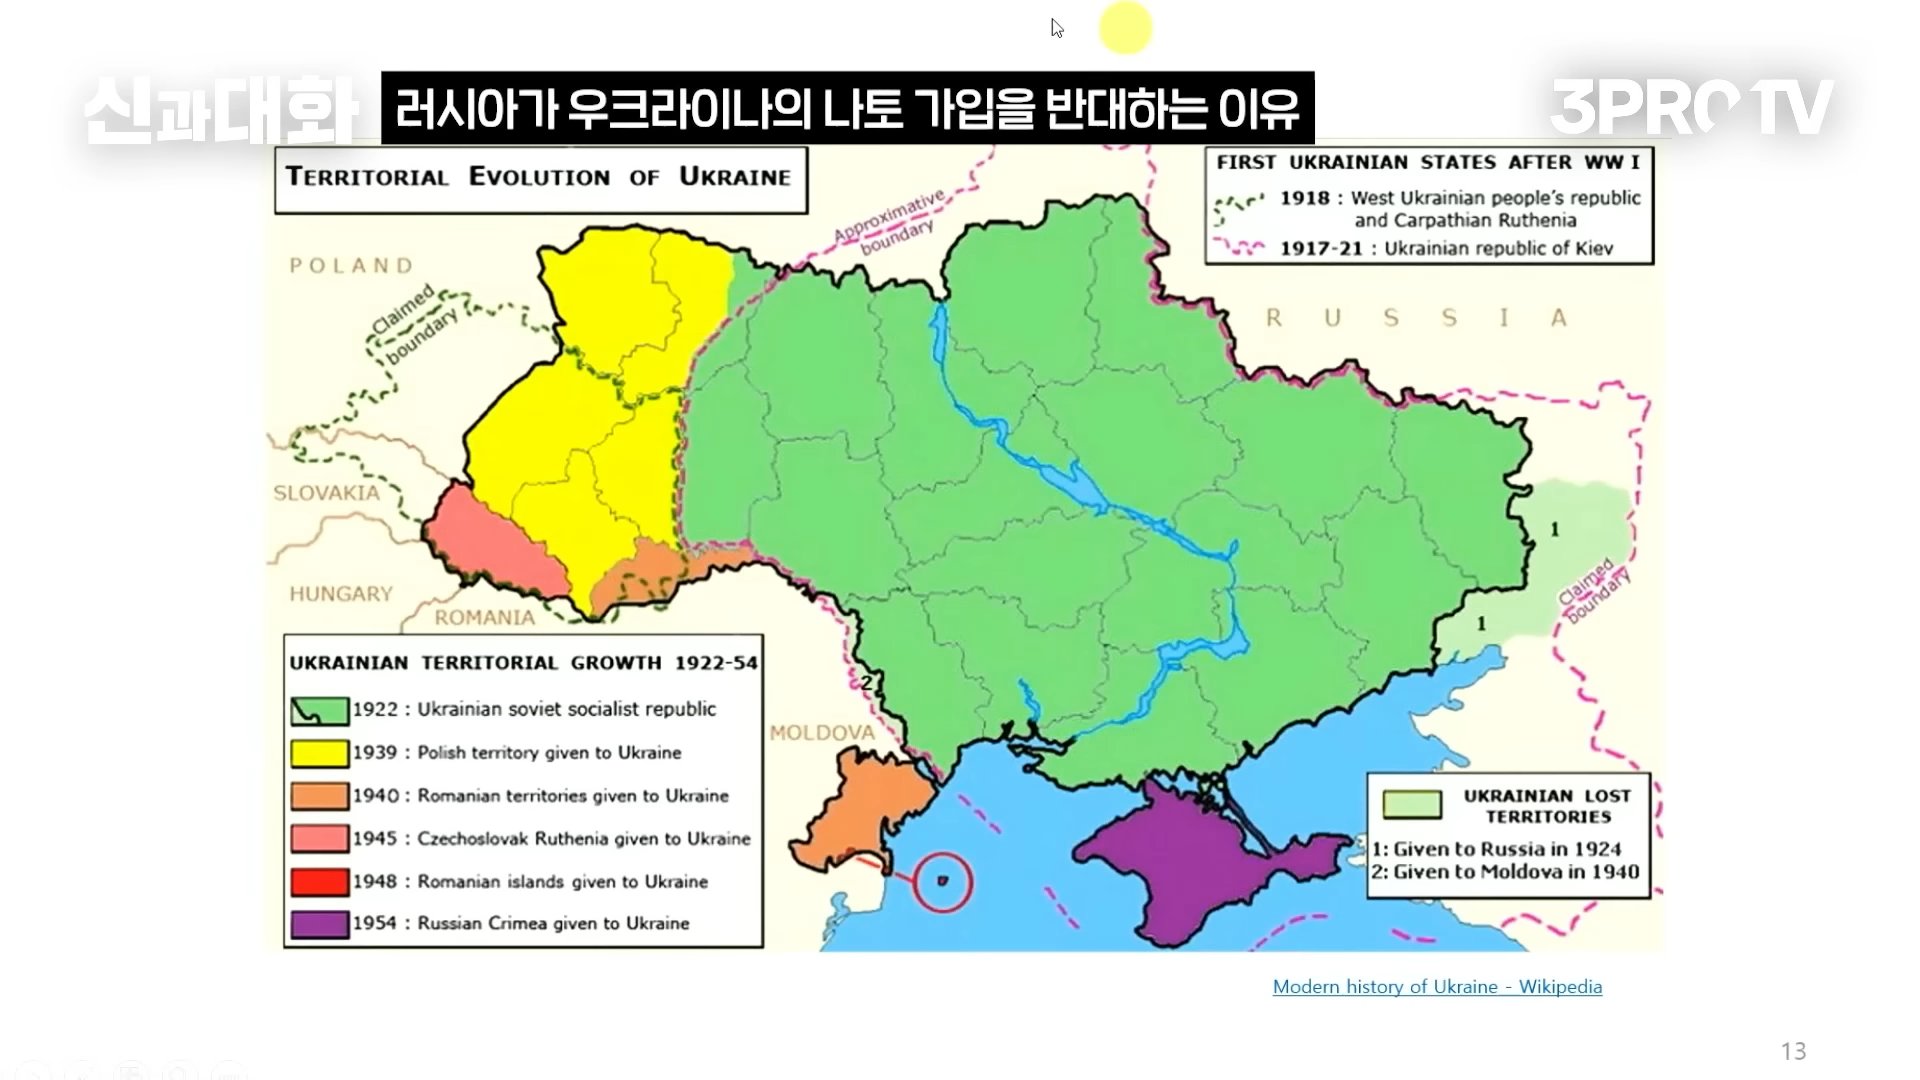 신과대화
러시아가 우크라이나의 나토 가입을 반대하는 이유
3PROTV
TERRITORIAL EVOLUTION OF UKRAINE
FIRST UKRAINIAN STATES AFTER WW I
1918 : West Ukrainian people's republic
and Carpathian Ruthenia
1917-21 : Ukrainian republic of Kiev
Approximative
boundary
POLAND
Claimed
boundary
RUSSIA
SLOVAKIA
1
HUNGARY
Claimed
boundary
ROMANIA
1
UKRAINIAN TERRITORIAL GROWTH 1922-54
1922 : Ukrainian soviet socialist republic
1939 : Polish territory given to Ukraine
1940 : Romanian territories given to Ukraine
1945 : Czechoslovak Ruthenia given to Ukraine
1948 : Romanian islands given to Ukraine
1954 : Russian Crimea given to Ukraine
2
MOLDOVA
UKRAINIAN LOST
TERRITORIES
1: Given to Russia in 1924
2: Given to Moldova in 1940
Modern history of Ukraine - Wikipedia
13